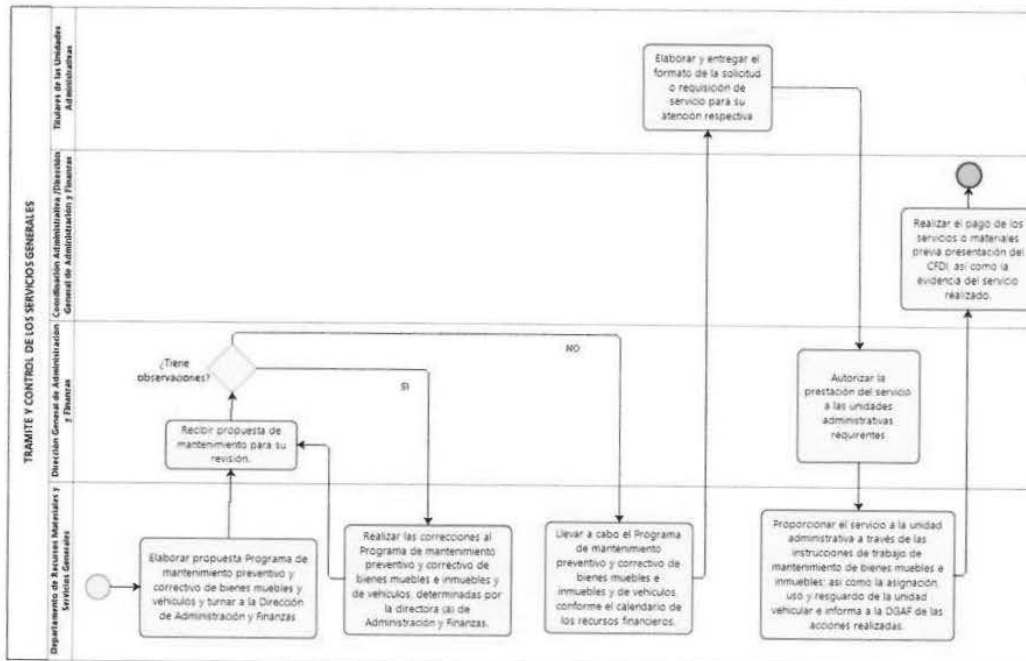 TRAMITE Y CONTROL DE LOS SERVICIOS GENERALES
Titulares de las Unidades
Administrativas
Elaborar y entregar el
formato de la solicitud
o requisición de
servicio para su
atención respectiva
Coordinación Administrativa /Dirección
General de Administración y Finanzas
Realizar el pago de los
servicios o materiales
previa presentación del
CFDI, así como la
evidencia del servicio
realizado.
Dirección General de Administración
y Finanzas
¿Tiene
observaciones?
NO
SI
Recibir propuesta de
mantenimiento para su
revisión.
Autorizar la
prestación del servicio
a las unidades
administrativas
requirentes
Departamento de Recursos Materiales y
Servicios Generales
Elaborar propuesta Programa de
mantenimiento preventivo y
correctivo de bienes muebles y
vehículos y turnar a la Dirección
de Administración y Finanzas
Realizar las correcciones al
Programa de mantenimiento
preventivo y correctivo de
bienes muebles e inmuebles y
de vehículos, determinadas por
la directora (a) de
Administración y Finanzas.
Llevar a cabo el Programa
de mantenimiento
preventivo y correctivo de
bienes muebles e
inmuebles y de vehículos,
conforme el calendario de
los recursos financieros.
Proporcionar el servicio a la unidad
administrativa a través de las
instrucciones de trabajo de
mantenimiento de bienes muebles e
inmuebles; así como la asignación,
uso y resguardo de la unidad
vehicular e informa a la DGAF de las
acciones realizadas.